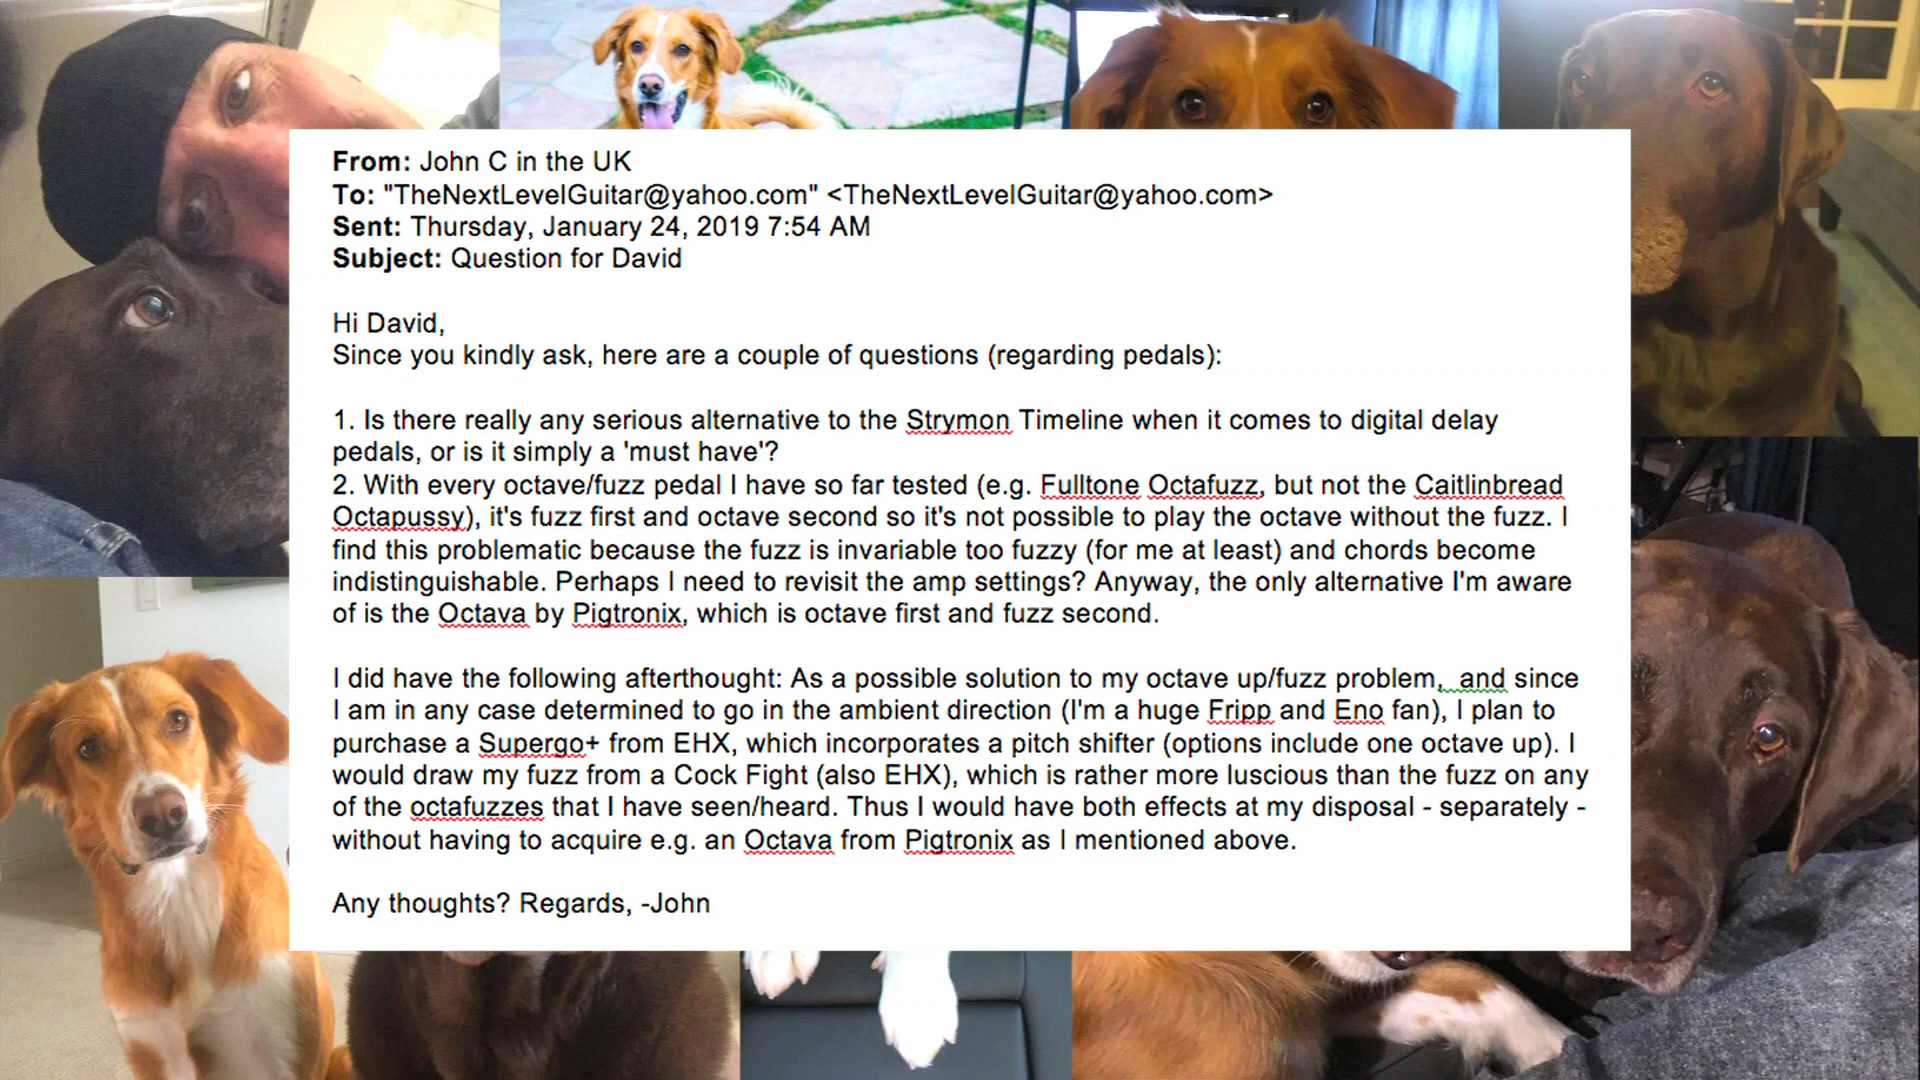 From: John C in the UK
To: "TheNextLevelGuitar@yahoo.com" <TheNextLevelGuitar@yahoo.com>
Sent: Thursday, January 24, 2019 7:54 AM
Subject: Question for David
Hi David,
Since you kindly ask, here are a couple of questions (regarding pedals):
1. Is there really any serious alternative to the Strymon Timeline when it comes to digital delay
pedals, or is it simply a 'must have'?
2. With every octave/fuzz pedal I have so far tested (e.g. Fulltone Octafuzz, but not the Caitlinbread
Octapussy), it's fuzz first and octave second so it's not possible to play the octave without the fuzz. I
find this problematic because the fuzz is invariable too fuzzy (for me at least) and chords become
indistinguishable. Perhaps I need to revisit the amp settings? Anyway, the only alternative I'm aware
of is the Octava by Pigtronix, which is octave first and fuzz second.
I did have the following afterthought: As a possible solution to my octave up/fuzz problem,  and since
I am in any case determined to go in the ambient direction (I'm a huge Fripp and Eno fan), I plan to
purchase a Supergo+ from EHX, which incorporates a pitch shifter (options include one octave up). I
would draw my fuzz from a Cock Fight (also EHX), which is rather more luscious than the fuzz on any
of the octafuzzes that I have seen/heard. Thus I would have both effects at my disposal - separately -
without having to acquire e.g. an Octava from Pigtronix as I mentioned above.
Any thoughts? Regards, -John